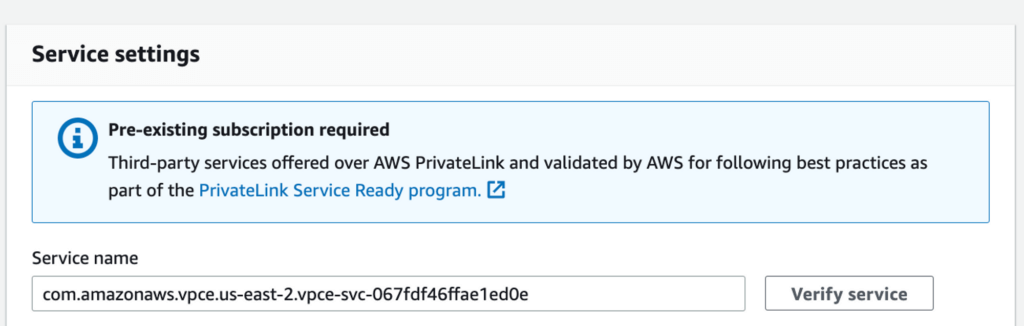 Service settings
Pre-existing subscription required
Third-party services offered over AWS PrivateLink and validated by AWS for following best practices as
part of the PrivateLink Service Ready program.
Service name
com.amazonaws.vpce.us-east-2.vpce-svc-067fdf46ffae1ed0e
Verify service